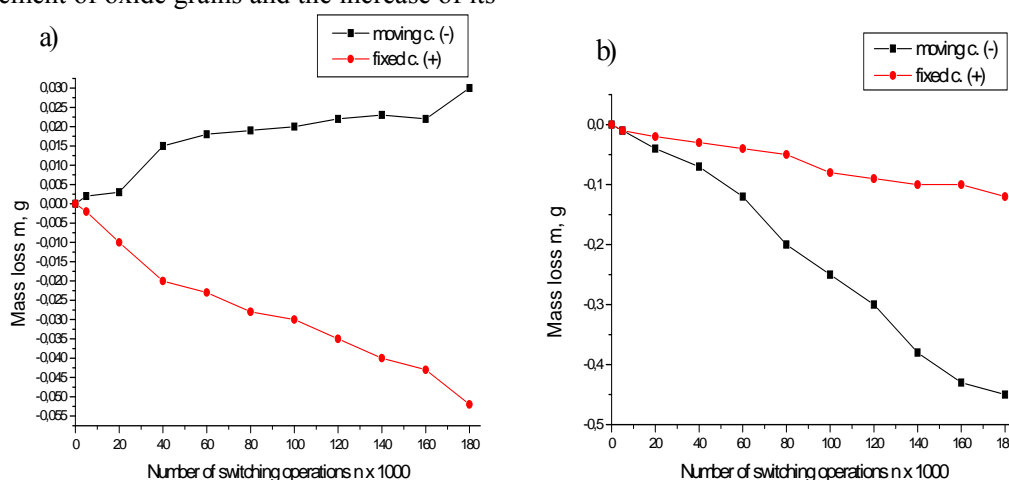 ement of oxide grains and the increase of its
a)
moving c. (-)
fixed c. (+)
0,030
0,025
0,020
0,015
0,010
0,005
0,000
-0,005
-0,010
-0,015
-0,020
-0,025
-0,030
-0,035
-0,040
-0,045
-0,050
-0,055
Mass loss m, g
0 20 40 60 80 100 120 140 160 180
Number of switching operations n x 1000
b)
moving c. (-)
fixed c. (+)
0,0
-0,1
-0,2
-0,3
-0,4
-0,5
Mass loss m, g
0 20 40 60 80 100 120 140 160 18
Number of switching operations n x 1000